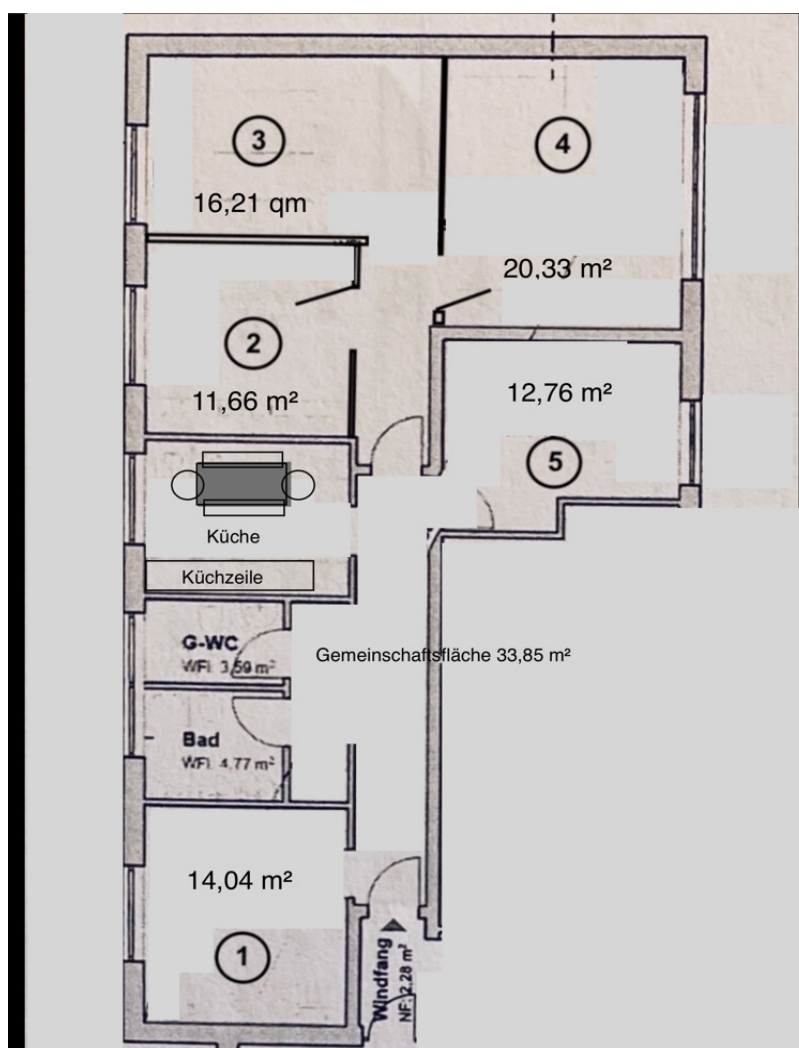 3
16,21 qm
4
20,33 m²
2
11,66 m²
12,76 m²
5
Küche
Küchzeile
G-WC
WFl: 3,59 m²
Gemeinschaftsfläche 33,85 m²
Bad
WFl: 4,77 m²
14,04 m²
1
Windfang
NF: 2,28 m²